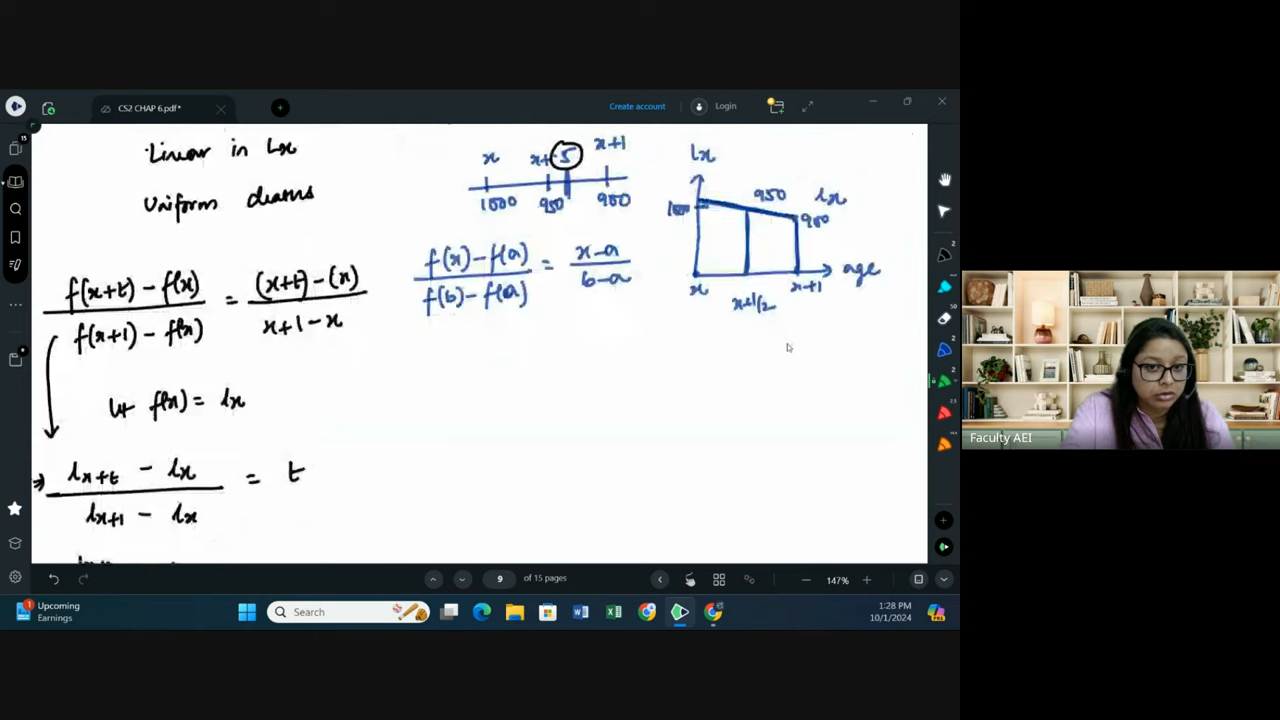 CS2 CHAP 6.pdf*
Create account
Login
Linear in lx
Uniform deaths
f(x+t) - f(x) / f(x+1) - f(x) = (x+t) - (x) / x+1 - x
let f(x) = lx
⇒ lx+t - lx / lx+1 - lx = t
x x+.5 x+1
1000 950 900
f(x) - f(a) / f(b) - f(a) = x-a / b-a
lx
950 lx
1000
900
age
x x+1/2 x+1
Faculty AEI
9 of 15 pages
147%
Upcoming
Earnings
Search
1:28 PM
10/1/2024